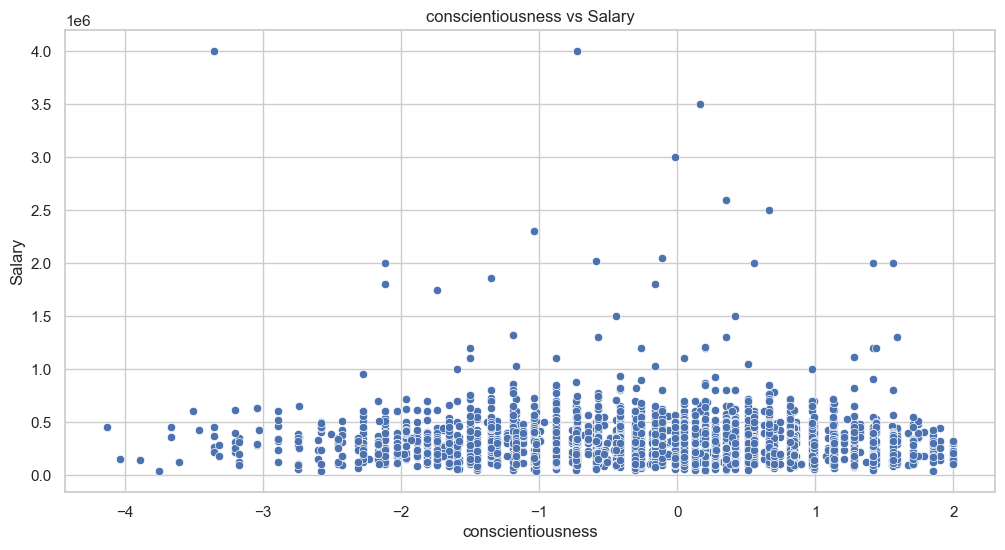 conscientiousness vs Salary
1e6
4.0
3.5
3.0
2.5
2.0
1.5
1.0
0.5
0.0
Salary
−4 −3 −2 −1 0 1 2
conscientiousness